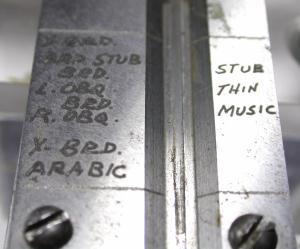 X. BRD.
BRD STUB
BRD.
L. OBQ.
BRD.
R. OBQ.
X. BRD.
ARABIC
STUB
THIN
MUSIC